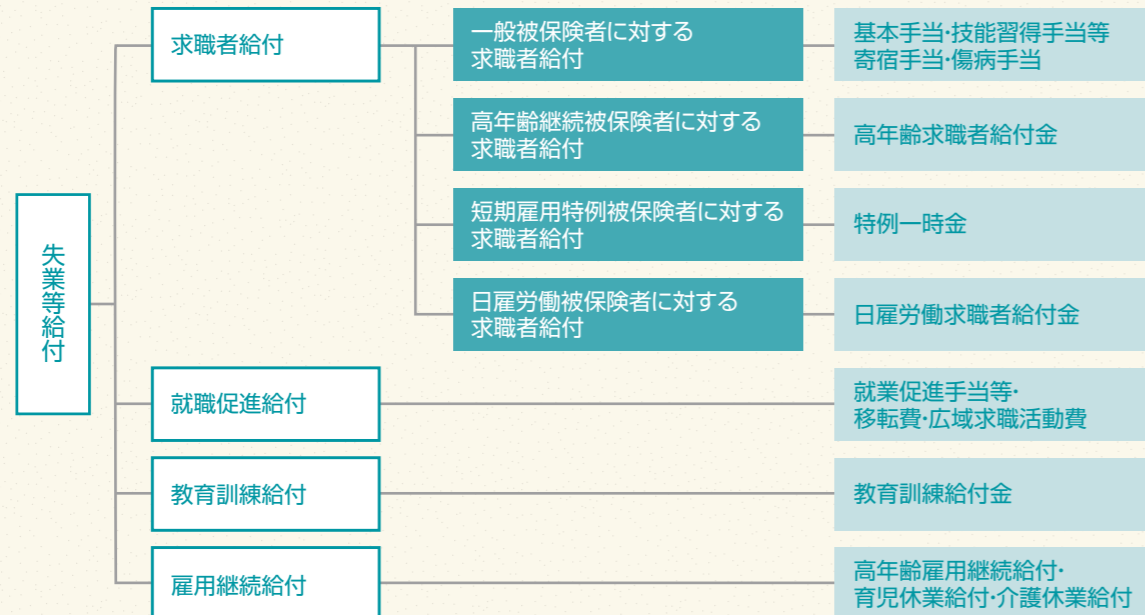 失業等給付
求職者給付
一般被保険者に対する
求職者給付
基本手当・技能習得手当等
寄宿手当・傷病手当
高年齢継続被保険者に対する
求職者給付
高年齢求職者給付金
短期雇用特例被保険者に対する
求職者給付
特例一時金
日雇労働被保険者に対する
求職者給付
日雇労働求職者給付金
就職促進給付
就業促進手当等・
移転費・広域求職活動費
教育訓練給付
教育訓練給付金
雇用継続給付
高年齢雇用継続給付・
育児休業給付・介護休業給付